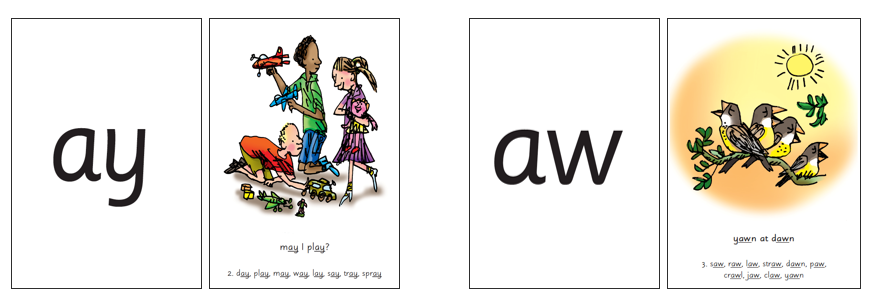 ay
may I play?
2. day, play, may, way, lay, say, tray, spray
aw
yawn at dawn
3. saw, raw, law, straw, dawn, paw,
crawl, jaw, claw, yawn